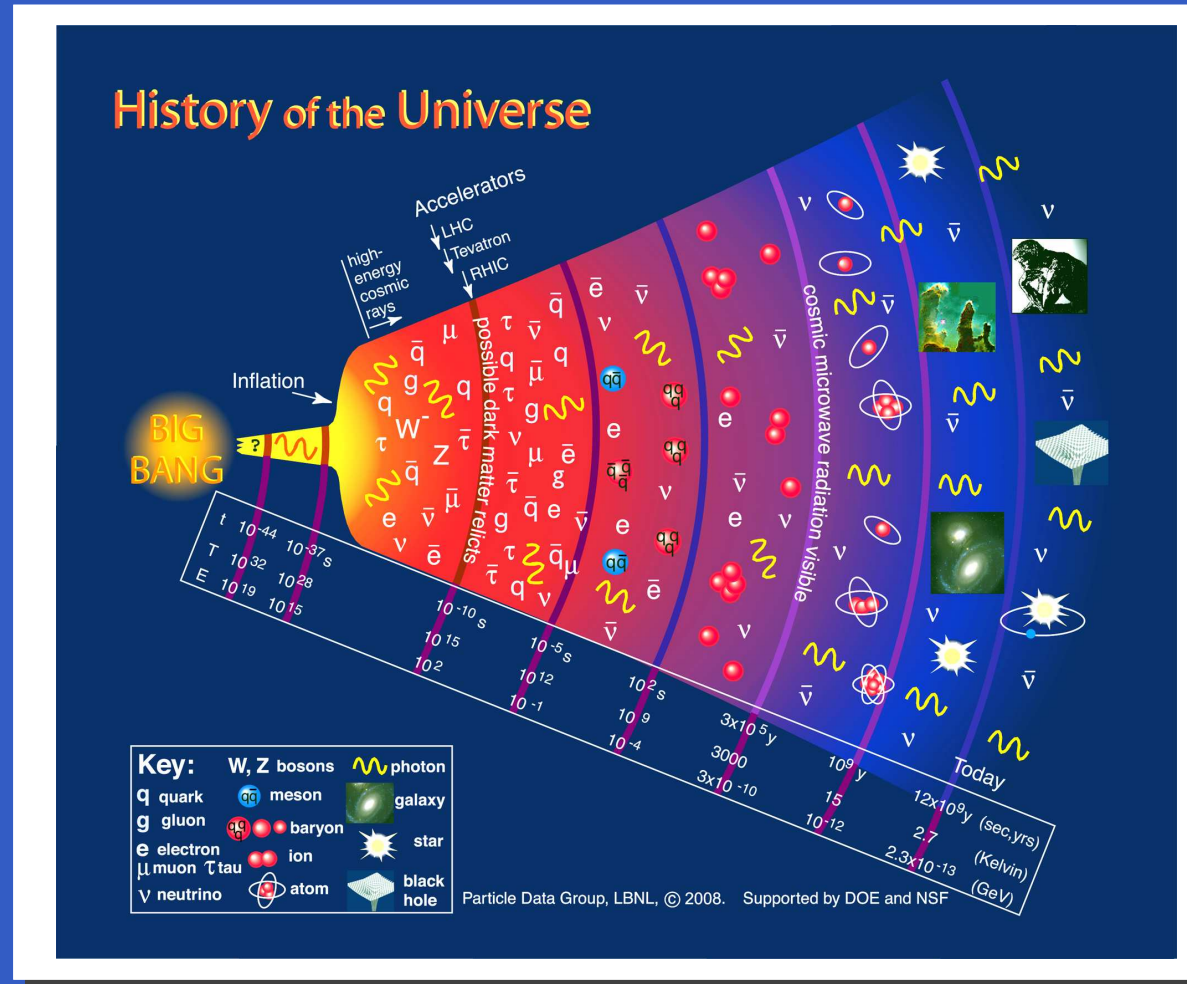 History of the Universe
Accelerators
LHC
Tevatron
RHIC
high-
energy
cosmic
rays
Inflation
BIG
BANG
?
possible dark matter relicts
cosmic microwave radiation visible
q̄
μ
τ
q̄
ē
ν̄
ν
g
q
q
ν̄
q
μ̄
τ
g
q
W⁻
τ
Z
τ̄
ν
μ
ē
q̄
μ̄
τ̄
g
e
ν̄
g
q̄
e
ν̄
ν
ē
τ
q̄
μ
τ̄
q
ν
qq̄
q q
q
e
q q
q
q̄ q̄
q̄
ν
e
q q
q
qq̄
ē
ν̄
ν̄
e
ν̄
e
ν
ν
ν
ν̄
ν
ν̄
ν̄
ν̄
ν
ν
ν
ν̄
ν
ν̄
t 10⁻⁴⁴ 10⁻³⁷ s 10⁻¹⁰ s 10⁻⁵ s 10² s 3x10⁵ y 10⁹ y 12x10⁹ y (sec,yrs)
T 10³² 10²⁸ 10¹⁵ 10¹² 10⁹ 3000 15 2.7 (Kelvin)
E 10¹⁹ 10¹⁵ 10² 10⁻¹ 10⁻⁴ 3x10⁻¹⁰ 10⁻¹² 2.3x10⁻¹³ (GeV)
Today
Key:
q quark
g gluon
e electron
μ muon τ tau
ν neutrino
W, Z bosons
qq̄ meson
q q q baryon
ion
atom
photon
galaxy
star
black
hole
Particle Data Group, LBNL, © 2008. Supported by DOE and NSF